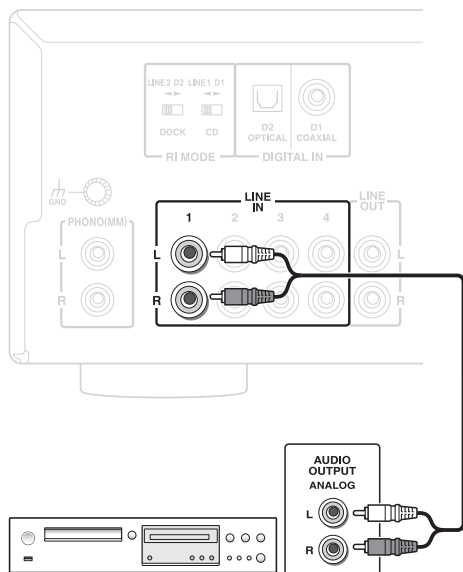 LINE2 D2 LINE1 D1
DOCK CD
RI MODE
D2 D1
OPTICAL COAXIAL
DIGITAL IN
GND
PHONO(MM)
L
R
LINE
IN
1 2 3 4
L
R
LINE
OUT
L
R
AUDIO
OUTPUT
ANALOG
L
R